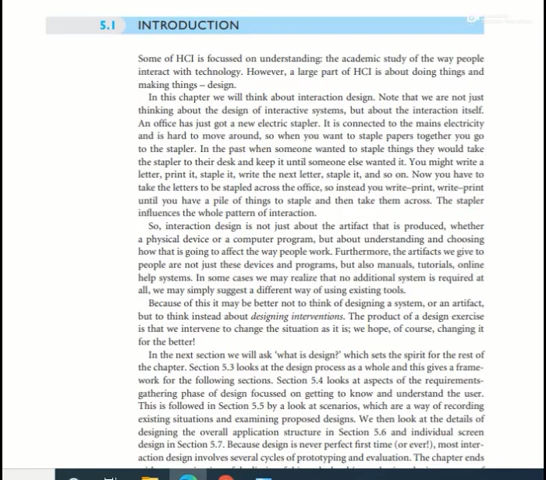 5.1 INTRODUCTION
Some of HCI is focussed on understanding: the academic study of the way people
interact with technology. However, a large part of HCI is about doing things and
making things – design.
In this chapter we will think about interaction design. Note that we are not just
thinking about the design of interactive systems, but about the interaction itself.
An office has just got a new electric stapler. It is connected to the mains electricity
and is hard to move around, so when you want to staple papers together you go
to the stapler. In the past when someone wanted to staple things they would take
the stapler to their desk and keep it until someone else wanted it. You might write a
letter, print it, staple it, write the next letter, staple it, and so on. Now you have to
take the letters to be stapled across the office, so instead you write–print, write–print
until you have a pile of things to staple and then take them across. The stapler
influences the whole pattern of interaction.
So, interaction design is not just about the artifact that is produced, whether
a physical device or a computer program, but about understanding and choosing
how that is going to affect the way people work. Furthermore, the artifacts we give to
people are not just these devices and programs, but also manuals, tutorials, online
help systems. In some cases we may realize that no additional system is required at
all, we may simply suggest a different way of using existing tools.
Because of this it may be better not to think of designing a system, or an artifact,
but to think instead about designing interventions. The product of a design exercise
is that we intervene to change the situation as it is; we hope, of course, changing it
for the better!
In the next section we will ask ‘what is design?’ which sets the spirit for the rest of
the chapter. Section 5.3 looks at the design process as a whole and this gives a frame-
work for the following sections. Section 5.4 looks at aspects of the requirements-
gathering phase of design focussed on getting to know and understand the user.
This is followed in Section 5.5 by a look at scenarios, which are a way of recording
existing situations and examining proposed designs. We then look at the details of
designing the overall application structure in Section 5.6 and individual screen
design in Section 5.7. Because design is never perfect first time (or ever!), most inter-
action design involves several cycles of prototyping and evaluation. The chapter ends